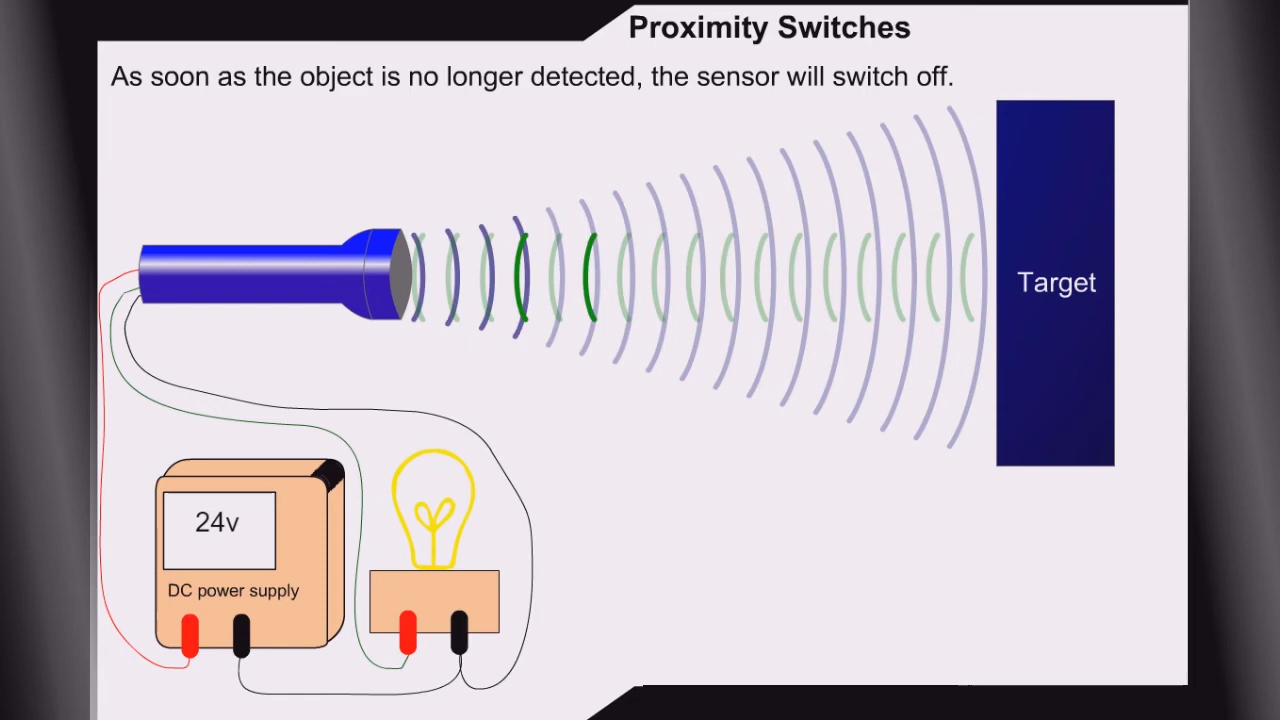 Proximity Switches
As soon as the object is no longer detected, the sensor will switch off.
Target
24v
DC power supply